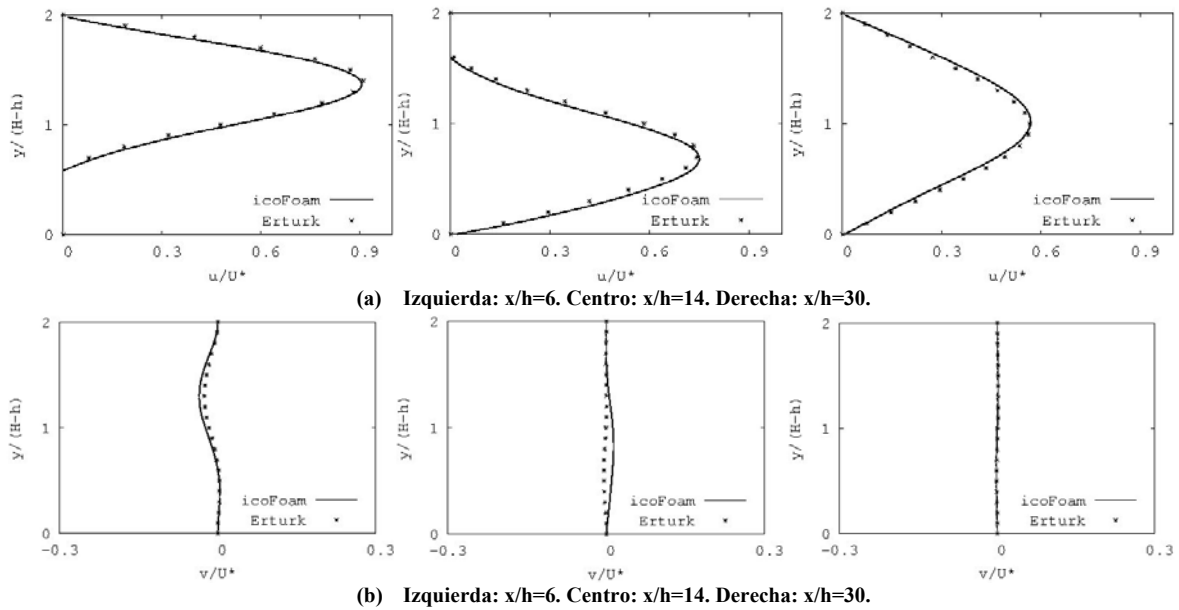 2
1
0
y/(H-h)
icoFoam
Erturk
0 0.3 0.6 0.9
u/U*
2
1
0
y/(H-h)
icoFoam
Erturk
0 0.3 0.6 0.9
u/U*
2
1
0
y/(H-h)
icoFoam
Erturk
0 0.3 0.6 0.9
u/U*
(a) Izquierda: x/h=6. Centro: x/h=14. Derecha: x/h=30.
2
1
0
y/(H-h)
icoFoam
Erturk
-0.3 0 0.3
v/U*
2
1
0
y/(H-h)
icoFoam
Erturk
-0.3 0 0.3
v/U*
2
1
0
y/(H-h)
icoFoam
Erturk
-0.3 0 0.3
v/U*
(b) Izquierda: x/h=6. Centro: x/h=14. Derecha: x/h=30.